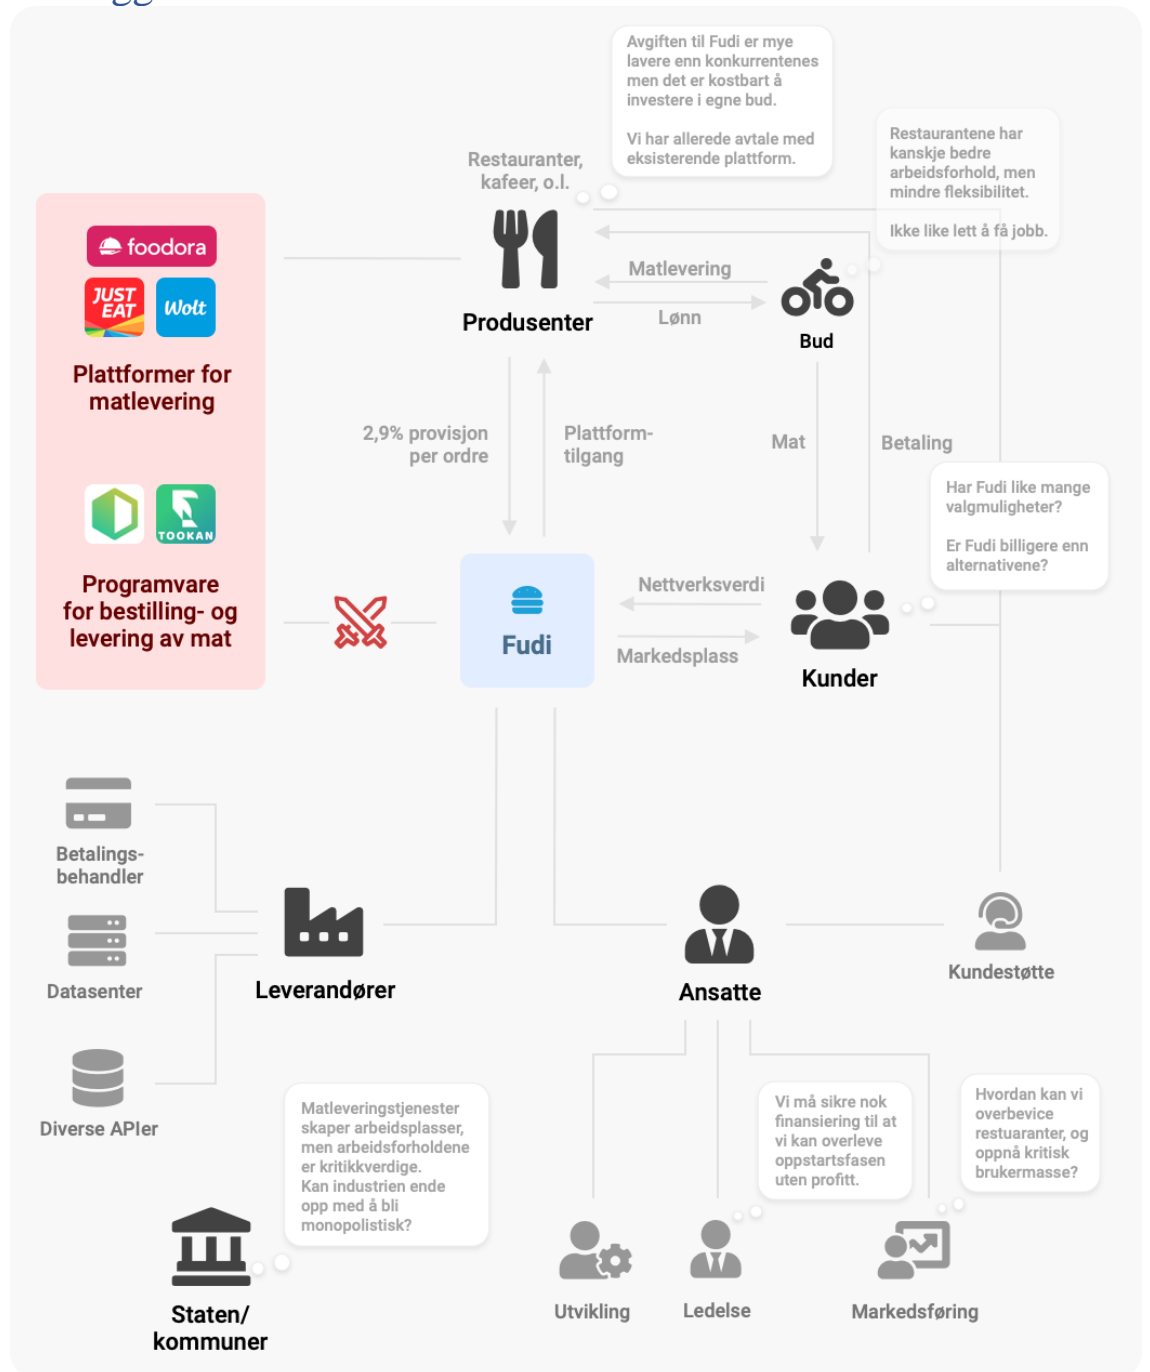 Avgiften til Fudi er mye
lavere enn konkurrentenes
men det er kostbart å
investere i egne bud.
Vi har allerede avtale med
eksisterende plattform.
Restaurantene har
kanskje bedre
arbeidsforhold, men
mindre fleksibilitet.
Ikke like lett å få jobb.
Restauranter,
kafeer, o.l.
foodora
JUST
EAT
Wolt
Plattformer for
matlevering
Produsenter
Matlevering
Lønn
Bud
2,9% provisjon
per ordre
Plattform-
tilgang
Mat
Betaling
Har Fudi like mange
valgmuligheter?
Er Fudi billigere enn
alternativene?
TOOKAN
Programvare
for bestilling- og
levering av mat
Fudi
Nettverksverdi
Markedsplass
Kunder
Betalings-
behandler
Datasenter
Diverse APIer
Leverandører
Ansatte
Kundestøtte
Matleveringstjenester
skaper arbeidsplasser,
men arbeidsforholdene
er kritikkverdige.
Kan industrien ende
opp med å bli
monopolistisk?
Vi må sikre nok
finansiering til at
vi kan overleve
oppstartsfasen
uten profitt.
Hvordan kan vi
overbevice
restuaranter, og
oppnå kritisk
brukermasse?
Staten/
kommuner
Utvikling
Ledelse
Markedsføring